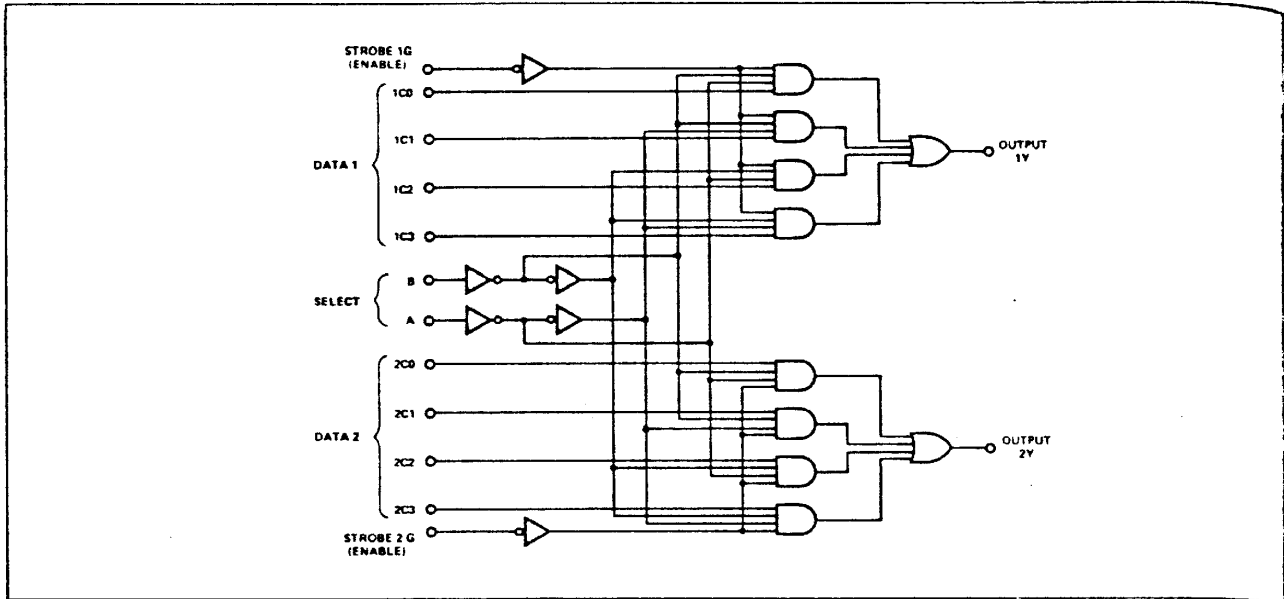 STROBE 1G
(ENABLE)
1C0
1C1
DATA 1
1C2
1C3
OUTPUT
1Y
B
SELECT
A
2C0
2C1
DATA 2
2C2
2C3
STROBE 2 G
(ENABLE)
OUTPUT
2Y